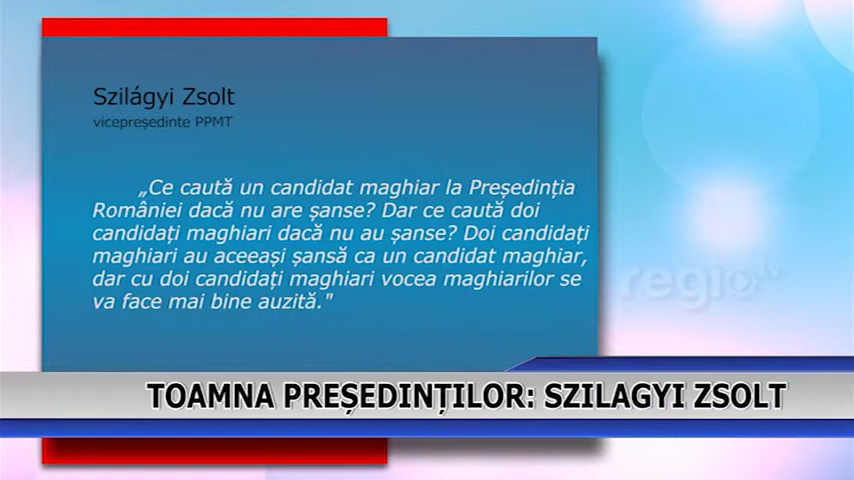 Szilágyi Zsolt
vicepreședinte PPMT
„Ce caută un candidat maghiar la Președinția
României dacă nu are șanse? Dar ce caută doi
candidați maghiari dacă nu au șanse? Doi candidați
maghiari au aceeași șansă ca un candidat maghiar,
dar cu doi candidați maghiari vocea maghiarilor se
va face mai bine auzită."
regio tv
TOAMNA PREȘEDINȚILOR: SZILAGYI ZSOLT